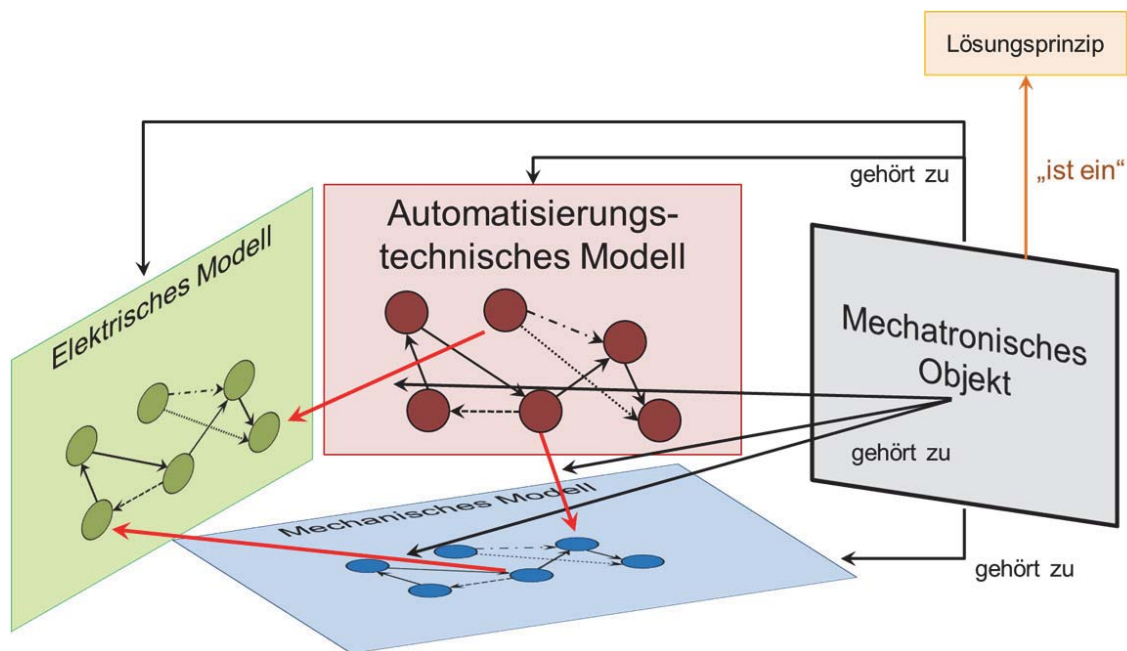 Lösungsprinzip
„ist ein“
gehört zu
Automatisierungs-
technisches Modell
Elektrisches Modell
Mechatronisches
Objekt
gehört zu
Mechanisches Modell
gehört zu